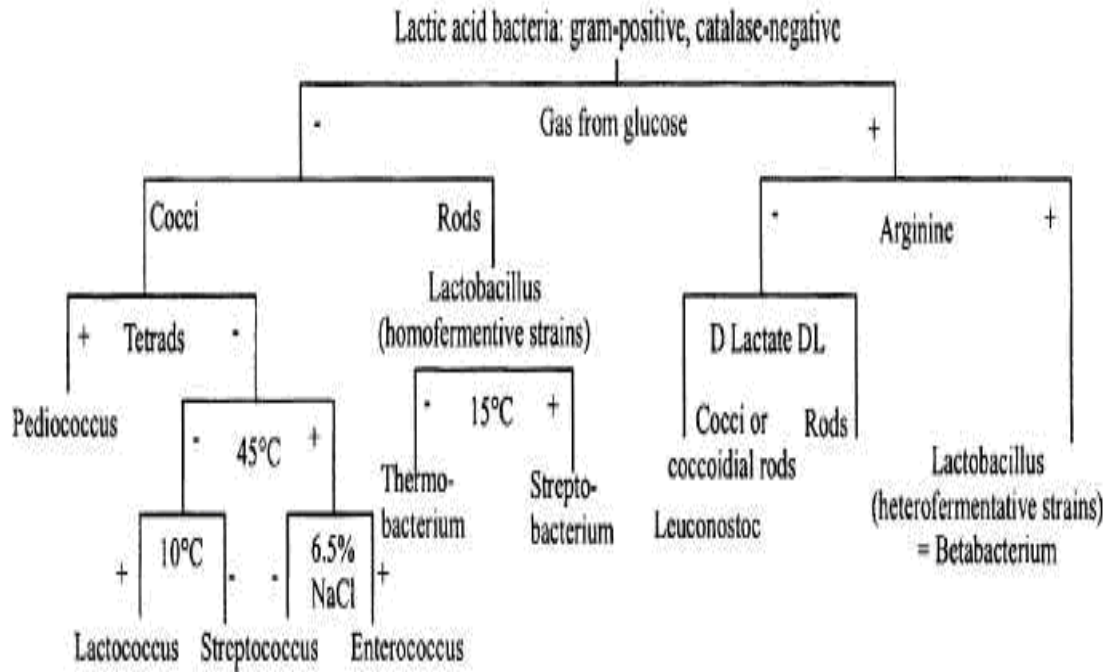 Lactic acid bacteria: gram-positive, catalase-negative
- Gas from glucose +
Cocci
Rods
- Arginine +
Lactobacillus
(homofermentive strains)
+ Tetrads -
D Lactate DL
Pediococcus
- 45°C +
- 15°C +
Cocci or
coccoidial rods
Rods
Lactobacillus
(heterofermentative strains)
= Betabacterium
Thermo-
bacterium
Strepto-
bacterium
Leuconostoc
+ 10°C -
- 6.5%
NaCl +
Lactococcus
Streptococcus
Enterococcus